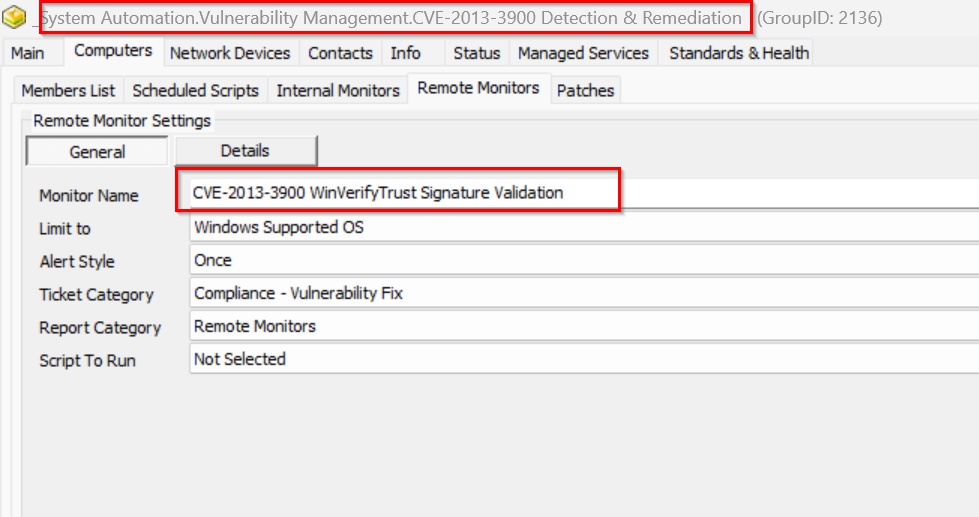 _System Automation.Vulnerability Management.CVE-2013-3900 Detection & Remediation (GroupID: 2136)
Main Computers Network Devices Contacts Info Status Managed Services Standards & Health
Members List Scheduled Scripts Internal Monitors Remote Monitors Patches
Remote Monitor Settings
General Details
Monitor Name CVE-2013-3900 WinVerifyTrust Signature Validation
Limit to Windows Supported OS
Alert Style Once
Ticket Category Compliance - Vulnerability Fix
Report Category Remote Monitors
Script To Run Not Selected